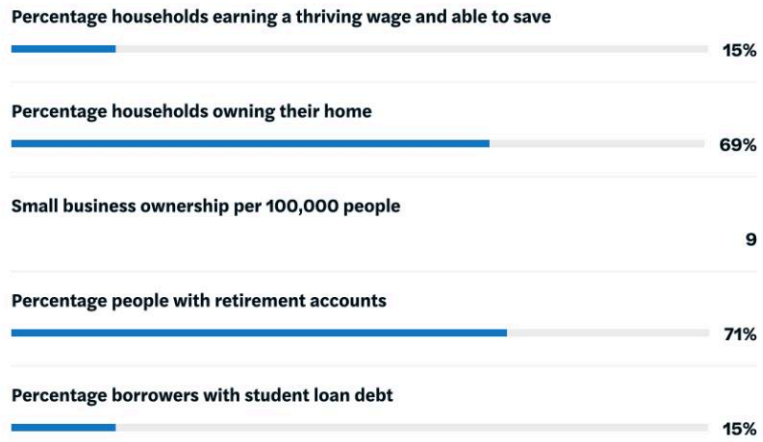 Percentage households earning a thriving wage and able to save
15%
Percentage households owning their home
69%
Small business ownership per 100,000 people
9
Percentage people with retirement accounts
71%
Percentage borrowers with student loan debt
15%